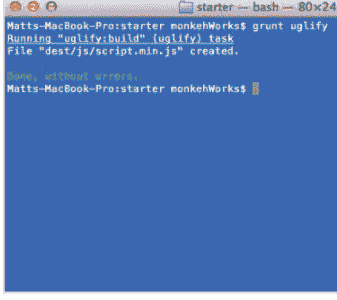 starter — bash — 80×24
Matts-MacBook-Pro:starter monkehWorks$ grunt uglify
Running "uglify:build" (uglify) task
File "dest/js/script.min.js" created.
Done, without errors.
Matts-MacBook-Pro:starter monkehWorks$